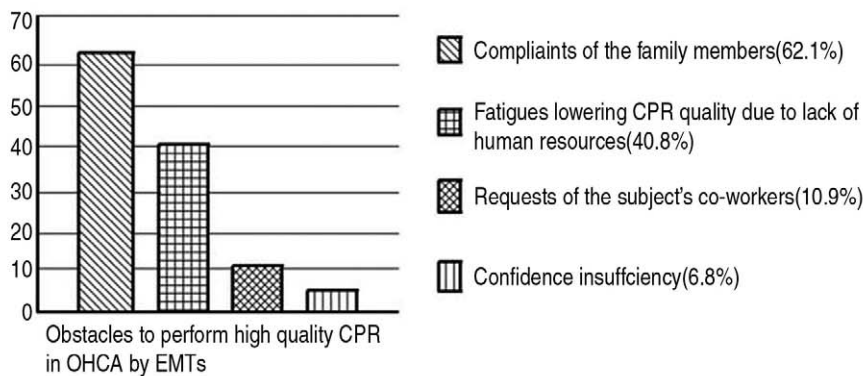 70
60
50
40
30
20
10
0
Obstacles to perform high quality CPR
in OHCA by EMTs
Compliaints of the family members(62.1%)
Fatigues lowering CPR quality due to lack of
human resources(40.8%)
Requests of the subject's co-workers(10.9%)
Confidence insuffciency(6.8%)